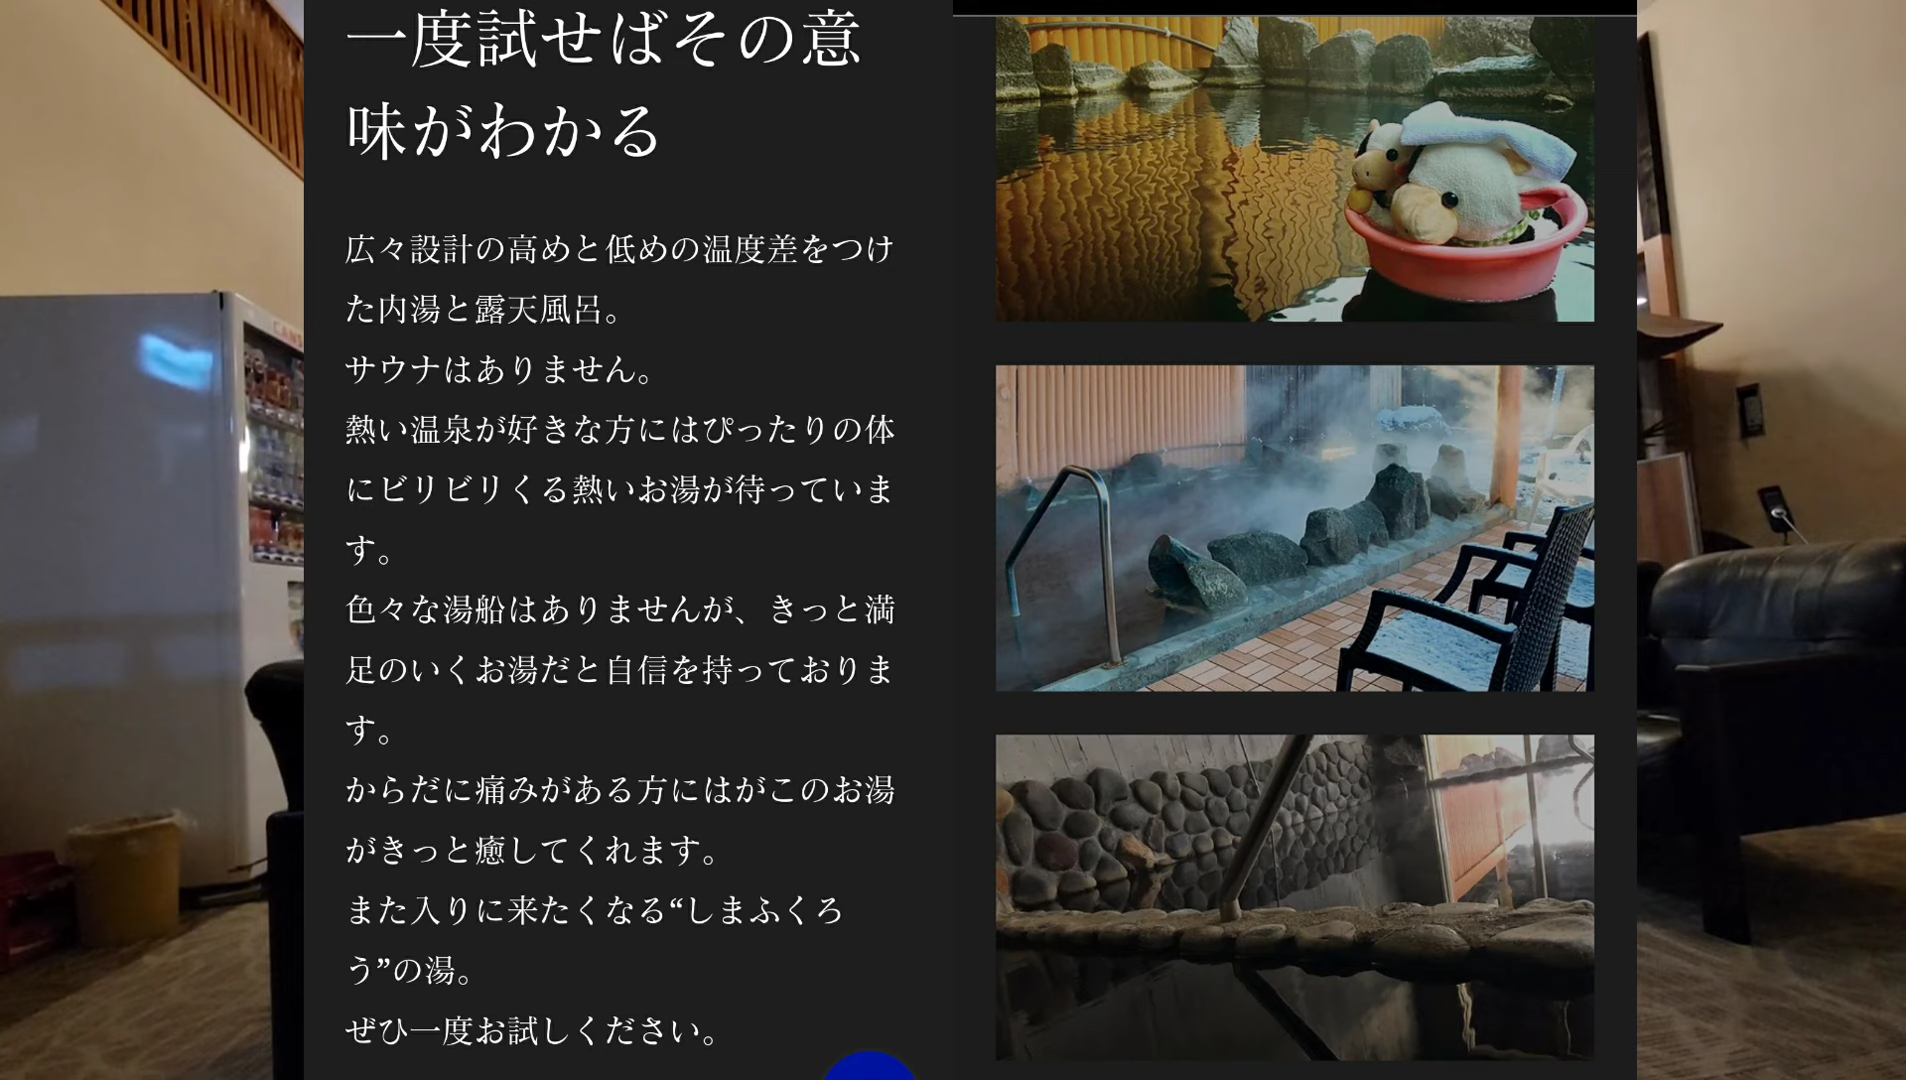 一度試せばその意
味がわかる
広々設計の高めと低めの温度差をつけ
た内湯と露天風呂。
サウナはありません。
熱い温泉が好きな方にはぴったりの体
にビリビリくる熱いお湯が待っていま
す。
色々な湯船はありませんが、きっと満
足のいくお湯だと自信を持っておりま
す。
からだに痛みがある方にはがこのお湯
がきっと癒してくれます。
また入りに来たくなる“しまふくろ
う”の湯。
ぜひ一度お試しください。